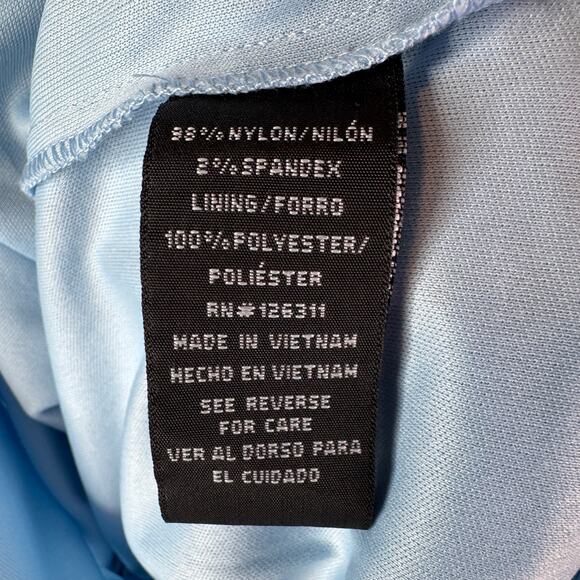 98% NYLON/NILÓN
2% SPANDEX
LINING/FORRO
100% POLYESTER/
POLIÉSTER
RN#126311
MADE IN VIETNAM
HECHO EN VIETNAM
SEE REVERSE
FOR CARE
VER AL DORSO PARA
EL CUIDADO